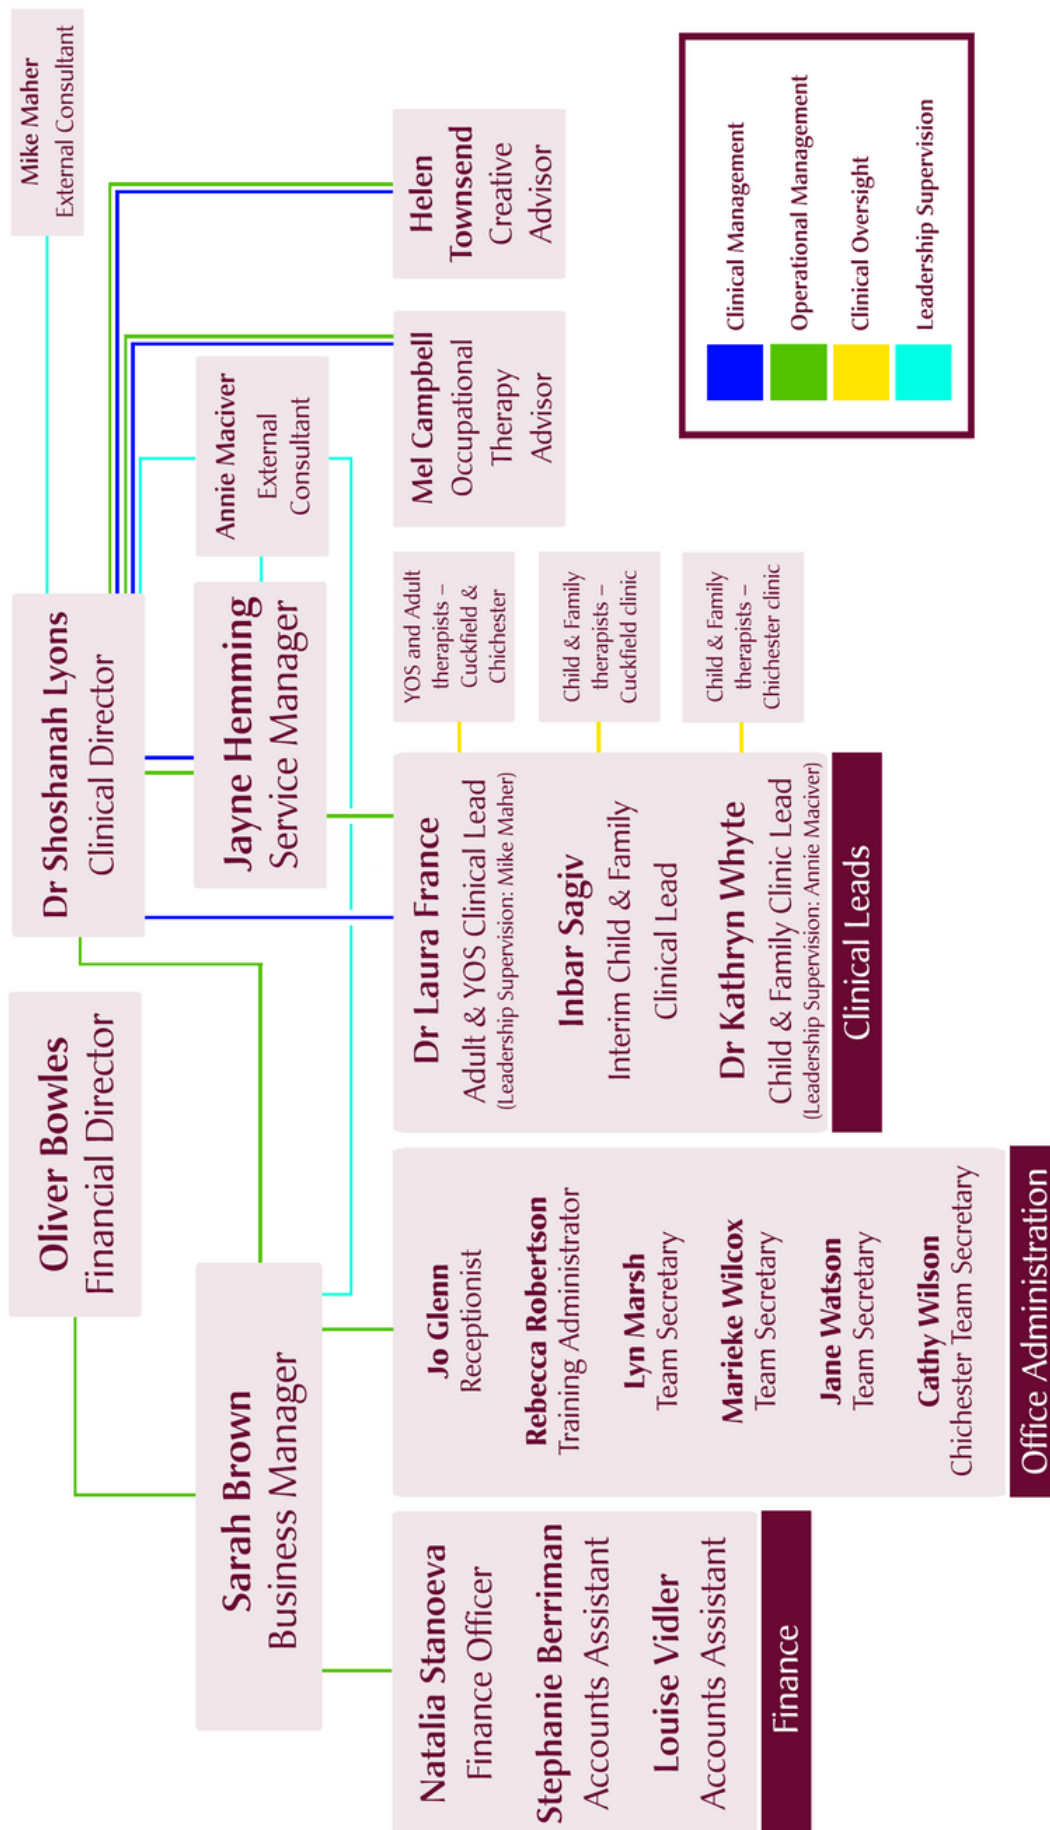 Oliver Bowles
Financial Director
Dr Shoshanah Lyons
Clinical Director
Mike Maher
External Consultant
Sarah Brown
Business Manager
Jayne Hemming
Service Manager
Annie Maciver
External
Consultant
Natalia Stanoeva
Finance Officer
Stephanie Berriman
Accounts Assistant
Louise Vidler
Accounts Assistant
Finance
Jo Glenn
Receptionist
Rebecca Robertson
Training Administrator
Lyn Marsh
Team Secretary
Marieke Wilcox
Team Secretary
Jane Watson
Team Secretary
Cathy Wilson
Chichester Team Secretary
Office Administration
Dr Laura France
Adult & YOS Clinical Lead
(Leadership Supervision: Mike Maher)
Inbar Sagiv
Interim Child & Family
Clinical Lead
Dr Kathryn Whyte
Child & Family Clinic Lead
(Leadership Supervision: Annie Maciver)
Clinical Leads
YOS and Adult
therapists –
Cuckfield &
Chichester
Child & Family
therapists –
Cuckfield clinic
Child & Family
therapists –
Chichester clinic
Mel Campbell
Occupational
Therapy
Advisor
Helen
Townsend
Creative
Advisor
Clinical Management
Operational Management
Clinical Oversight
Leadership Supervision